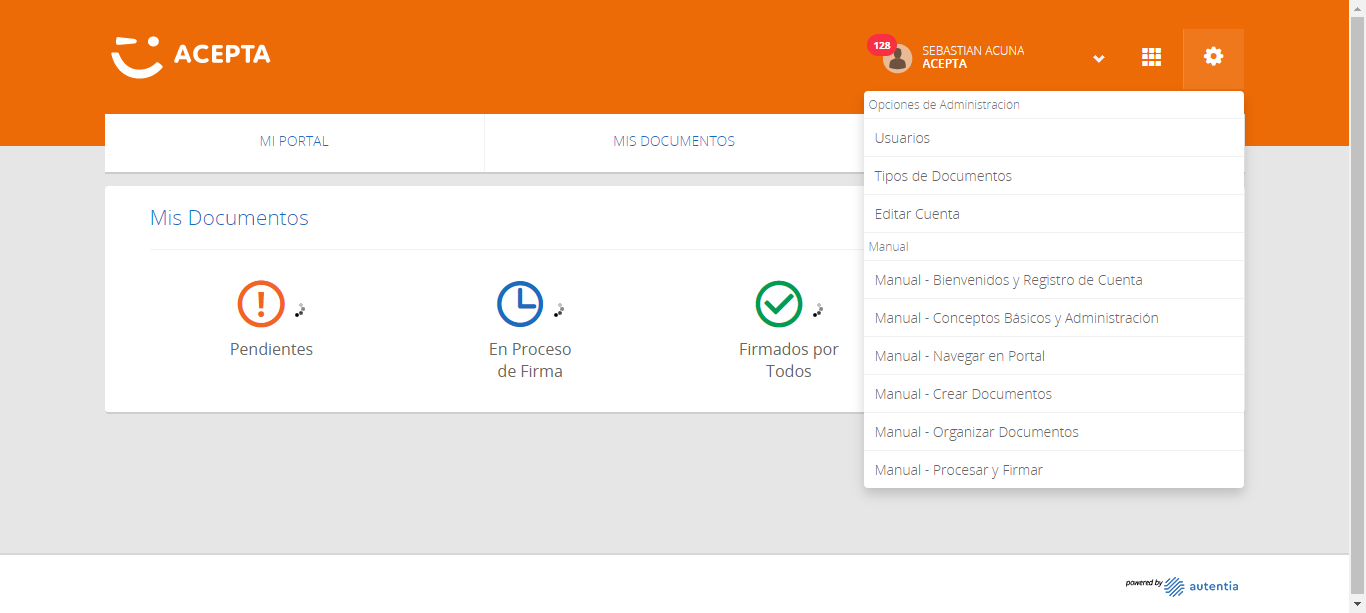 ACEPTA
128
SEBASTIAN ACUNA
ACEPTA
MI PORTAL
MIS DOCUMENTOS
Opciones de Administración
Usuarios
Tipos de Documentos
Editar Cuenta
Manual
Manual - Bienvenidos y Registro de Cuenta
Manual - Conceptos Básicos y Administración
Manual - Navegar en Portal
Manual - Crear Documentos
Manual - Organizar Documentos
Manual - Procesar y Firmar
Mis Documentos
Pendientes
En Proceso
de Firma
Firmados por
Todos
powered by autentia